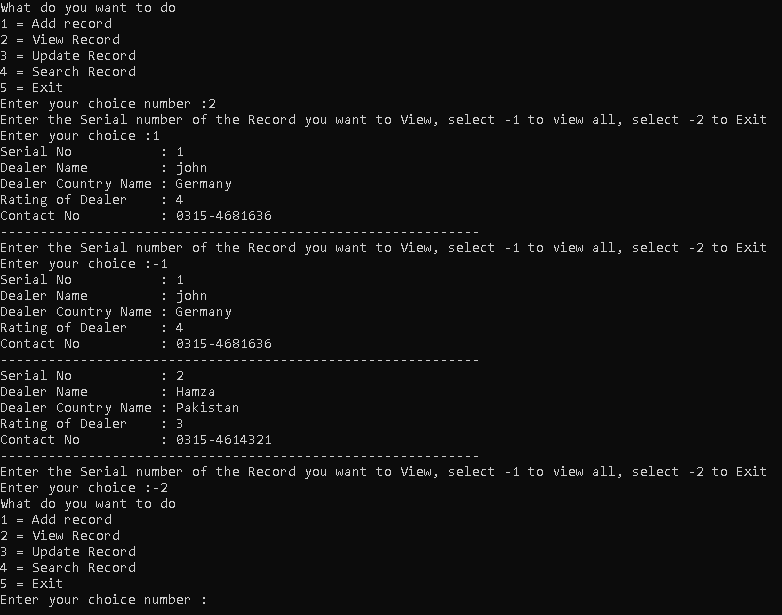 What do you want to do
1 = Add record
2 = View Record
3 = Update Record
4 = Search Record
5 = Exit
Enter your choice number :2
Enter the Serial number of the Record you want to View, select -1 to view all, select -2 to Exit
Enter your choice :1
Serial No           : 1
Dealer Name         : john
Dealer Country Name : Germany
Rating of Dealer    : 4
Contact No          : 0315-4681636
------------------------------------------------------------
Enter the Serial number of the Record you want to View, select -1 to view all, select -2 to Exit
Enter your choice :-1
Serial No           : 1
Dealer Name         : john
Dealer Country Name : Germany
Rating of Dealer    : 4
Contact No          : 0315-4681636
------------------------------------------------------------
Serial No           : 2
Dealer Name         : Hamza
Dealer Country Name : Pakistan
Rating of Dealer    : 3
Contact No          : 0315-4614321
------------------------------------------------------------
Enter the Serial number of the Record you want to View, select -1 to view all, select -2 to Exit
Enter your choice :-2
What do you want to do
1 = Add record
2 = View Record
3 = Update Record
4 = Search Record
5 = Exit
Enter your choice number :